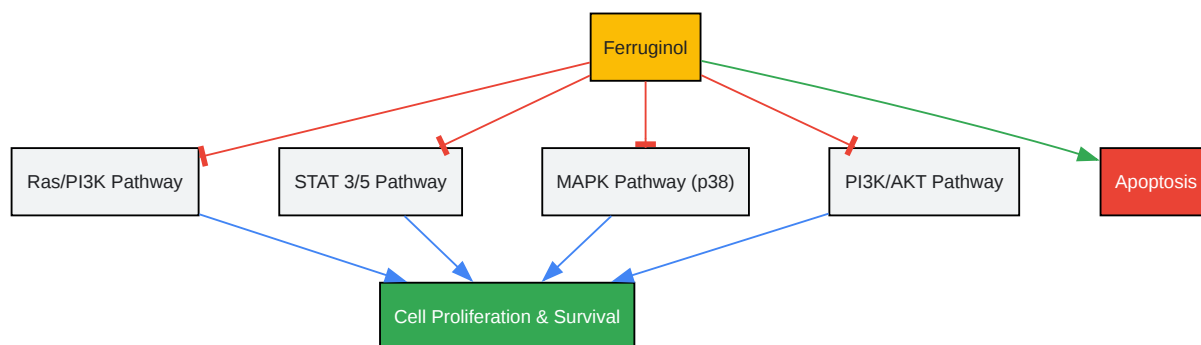 Ferruginol
Ras/PI3K Pathway
STAT 3/5 Pathway
MAPK Pathway (p38)
PI3K/AKT Pathway
Apoptosis
Cell Proliferation & Survival